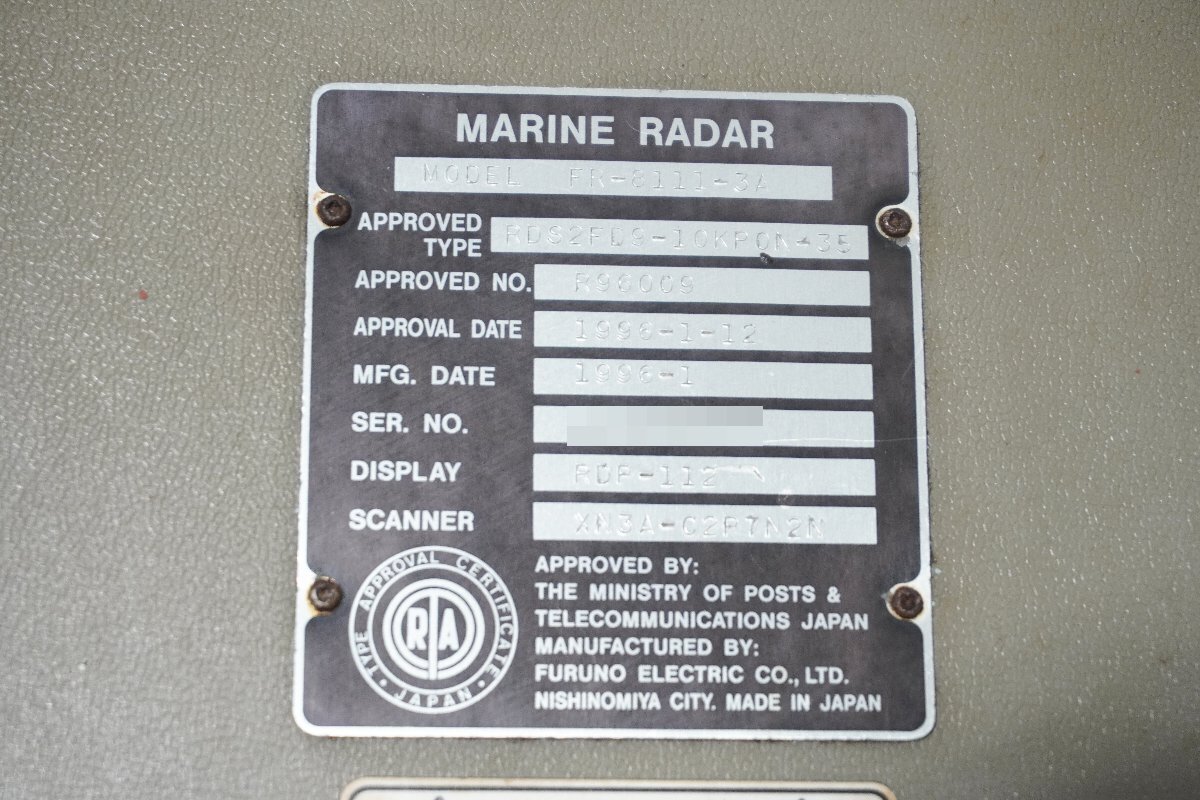 MARINE RADAR
MODEL FR-8111-3A
APPROVED
TYPE RDS2FD9-10KPON-35
APPROVED NO. R96009
APPROVAL DATE 1996-1-12
MFG. DATE 1996-1
SER. NO.
DISPLAY RDP-112
SCANNER XN3A-C2P7N2N
TYPE APPROVAL CERTIFICATE · JAPAN ·
RTA
APPROVED BY:
THE MINISTRY OF POSTS &
TELECOMMUNICATIONS JAPAN
MANUFACTURED BY:
FURUNO ELECTRIC CO., LTD.
NISHINOMIYA CITY. MADE IN JAPAN